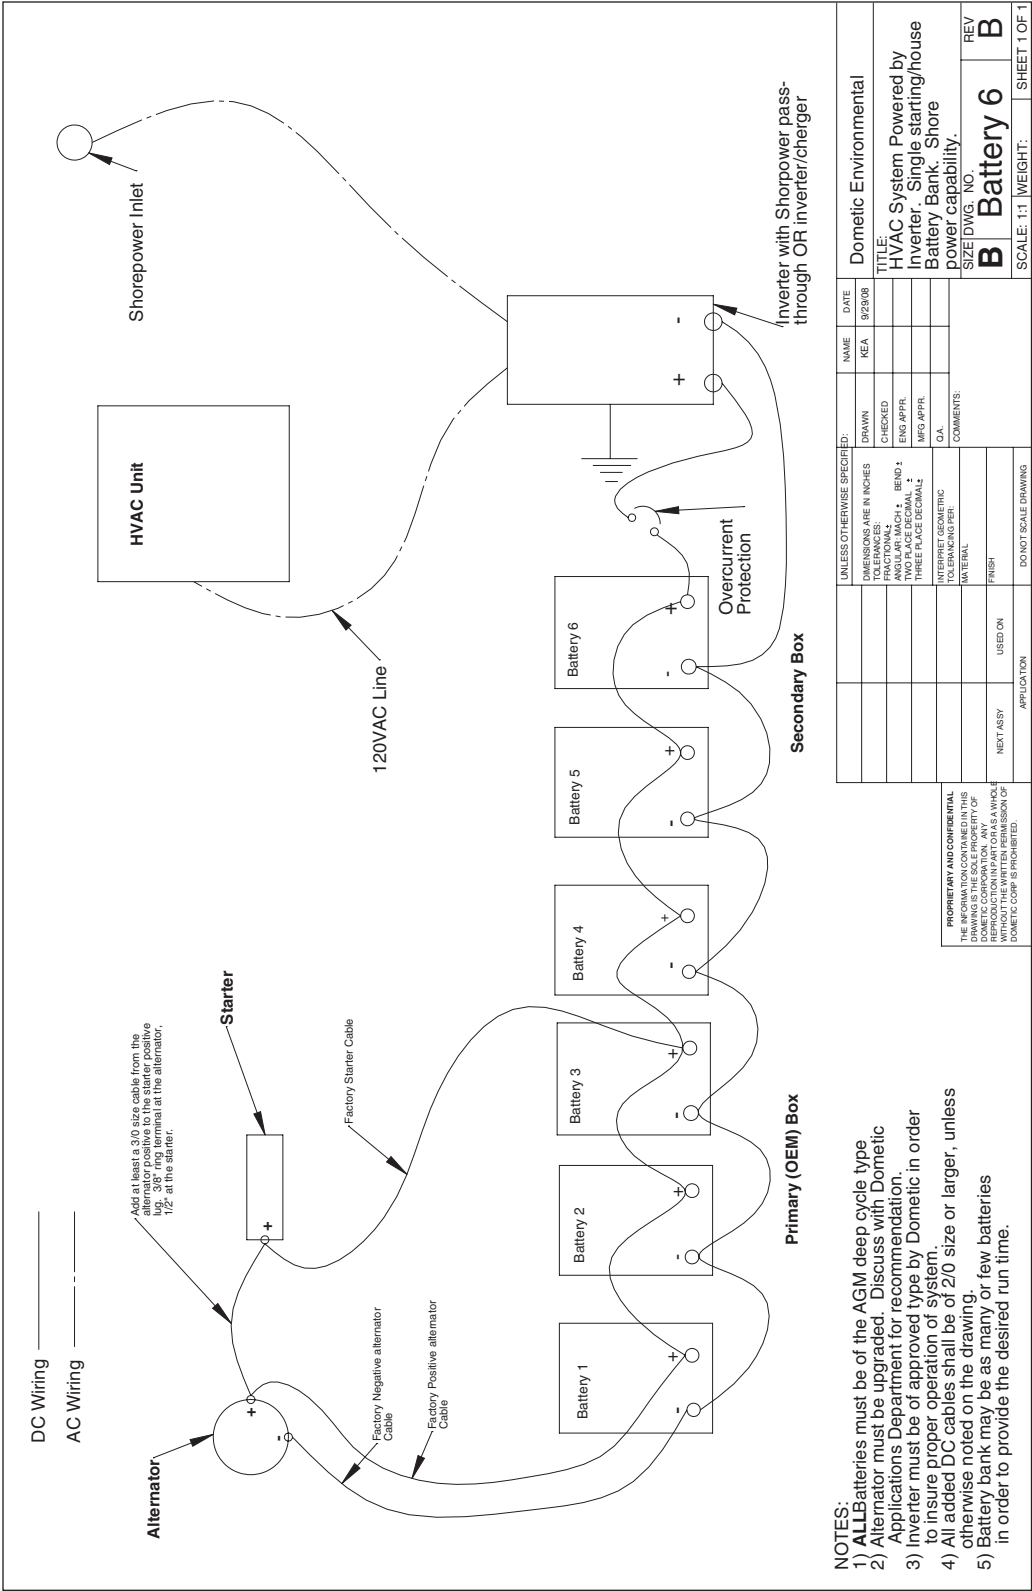 DC Wiring
AC Wiring
Alternator
+
-
Add at least a 3/0 size cable from the
alternator positive to the starter positive
lug. 3/8" ring terminal at the alternator,
1/2" at the starter.
Starter
+
Factory Starter Cable
Factory Negative alternator
Cable
Factory Positive alternator
Cable
Shorepower Inlet
HVAC Unit
120VAC Line
Inverter with Shorpower pass-
through OR inverter/cherger
+
-
Overcurrent
Protection
Battery 1
-
+
Battery 2
-
+
Battery 3
-
+
Battery 4
-
+
Battery 5
-
+
Battery 6
-
+
Primary (OEM) Box
Secondary Box
NOTES:
1) ALLBatteries must be of the AGM deep cycle type
2) Alternator must be upgraded. Discuss with Dometic
Applications Department for recommendation.
3) Inverter must be of approved type by Dometic in order
to insure proper operation of system.
4) All added DC cables shall be of 2/0 size or larger, unless
otherwise noted on the drawing.
5) Battery bank may be as many or few batteries
in order to provide the desired run time.
PROPRIETARY AND CONFIDENTIAL
THE INFORMATION CONTAINED IN THIS
DRAWING IS THE SOLE PROPERTY OF
DOMETIC CORPORATION. ANY
REPRODUCTION IN PART OR AS A WHOLE
WITHOUT THE WRITTEN PERMISSION OF
DOMETIC CORP IS PROHIBITED.
NEXT ASSY
USED ON
APPLICATION
UNLESS OTHERWISE SPECIFIED:
DIMENSIONS ARE IN INCHES
TOLERANCES:
FRACTIONAL±
ANGULAR: MACH± BEND±
TWO PLACE DECIMAL ±
THREE PLACE DECIMAL±
INTERPRET GEOMETRIC
TOLERANCING PER:
MATERIAL
FINISH
DO NOT SCALE DRAWING
NAME
DATE
DRAWN
KEA
9/29/08
CHECKED
ENG APPR.
MFG APPR.
Q.A.
COMMENTS:
Dometic Environmental
TITLE:
HVAC System Powered by
Inverter. Single starting/house
Battery Bank. Shore
power capability.
SIZE
B
DWG. NO.
Battery 6
REV
B
SCALE: 1:1
WEIGHT:
SHEET 1 OF 1